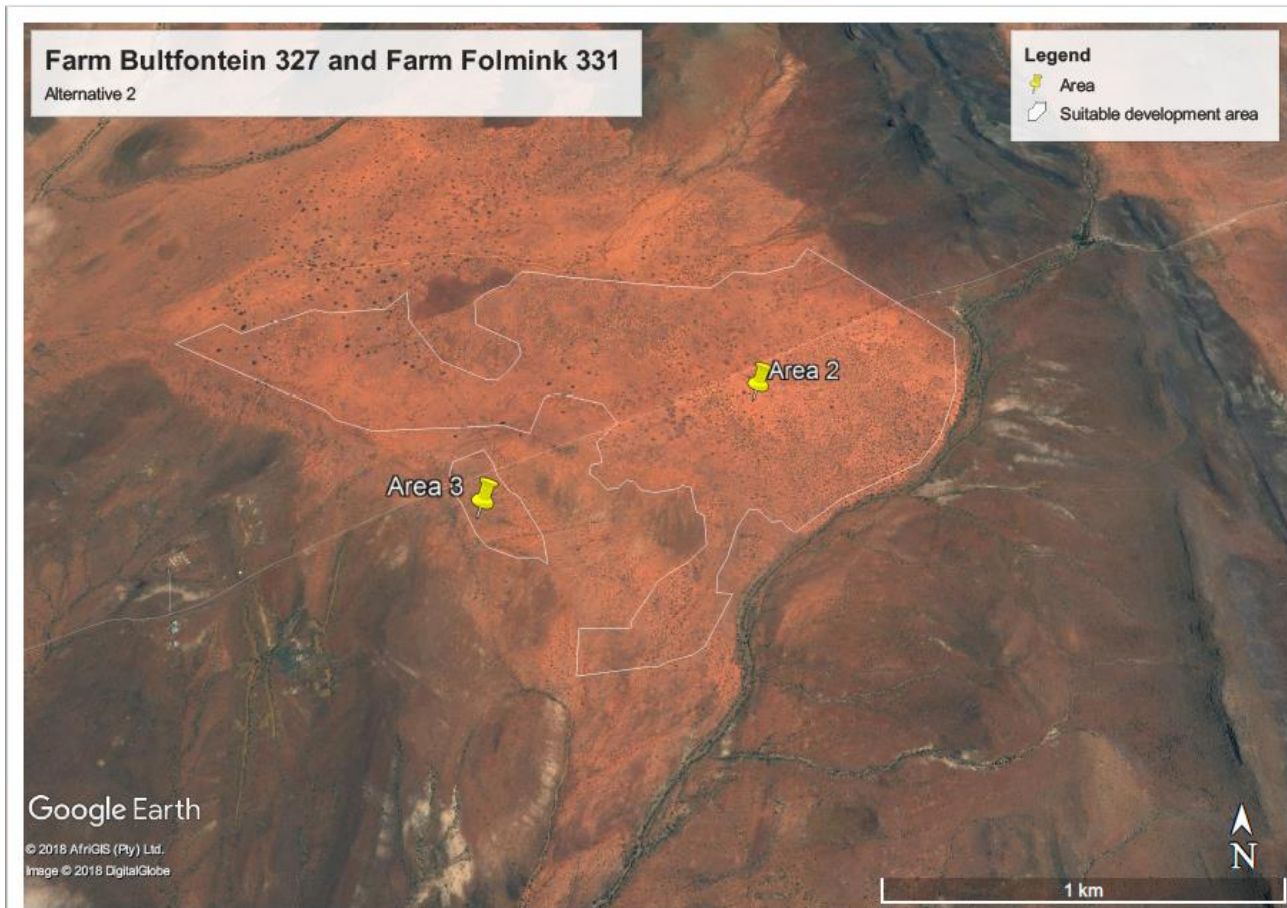 Farm Bultfontein 327 and Farm Folmink 331
Alternative 2
Legend
Area
Suitable development area
Area 2
Area 3
Google Earth
© 2018 AfriGIS (Pty) Ltd.
Image © 2018 DigitalGlobe
N
1 km